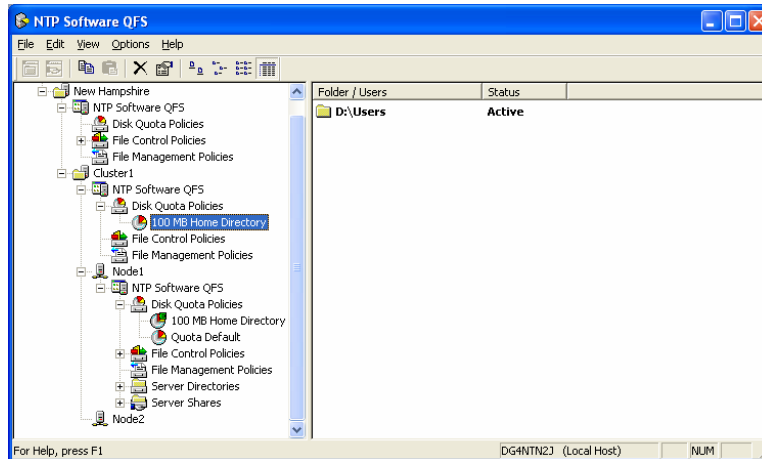 NTP Software QFS
File Edit View Options Help
New Hampshire
NTP Software QFS
Disk Quota Policies
File Control Policies
File Management Policies
Cluster1
NTP Software QFS
Disk Quota Policies
100 MB Home Directory
File Control Policies
File Management Policies
Node1
NTP Software QFS
Disk Quota Policies
100 MB Home Directory
Quota Default
File Control Policies
File Management Policies
Server Directories
Server Shares
Node2
Folder / Users Status
D:\Users Active
For Help, press F1 DG4NTN2J (Local Host) NUM